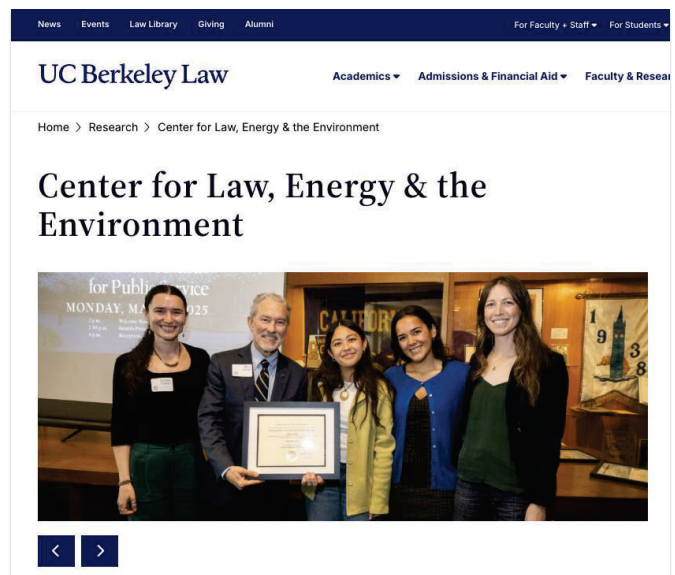 News Events Law Library Giving Alumni For Faculty + Staff For Students
UC Berkeley Law Academics Admissions & Financial Aid Faculty & Resear
Home > Research > Center for Law, Energy & the Environment
Center for Law, Energy & the
Environment
for Public Service
MONDAY, MA 2025
CALIFOR
1
9
3
8